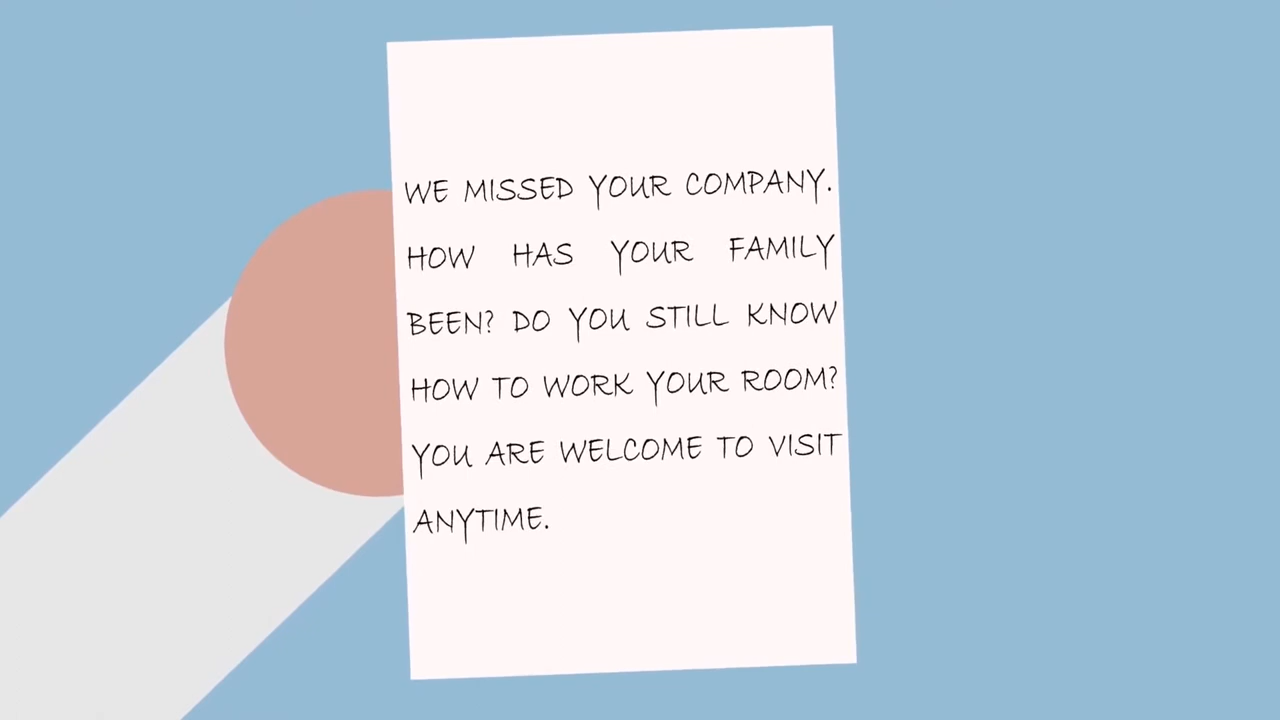 WE MISSED YOUR COMPANY.
HOW HAS YOUR FAMILY
BEEN? DO YOU STILL KNOW
HOW TO WORK YOUR ROOM?
YOU ARE WELCOME TO VISIT
ANYTIME.